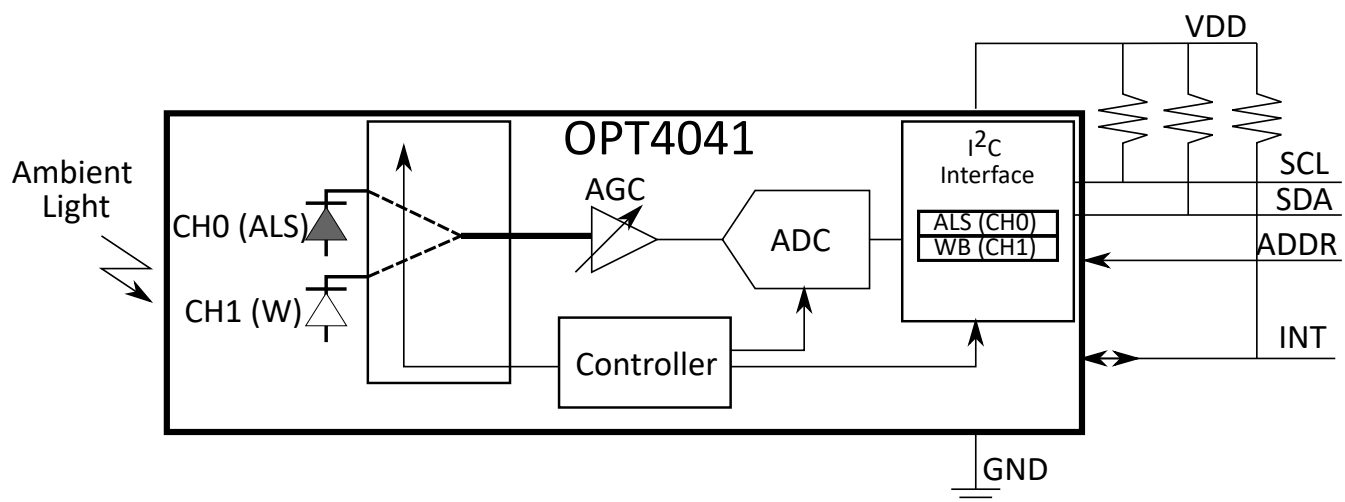 VDD
OPT4041
I²C
Interface
Ambient
Light
AGC
SCL
SDA
CH0 (ALS)
ALS (CH0)
ADC
WB (CH1)
ADDR
CH1 (W)
INT
Controller
GND